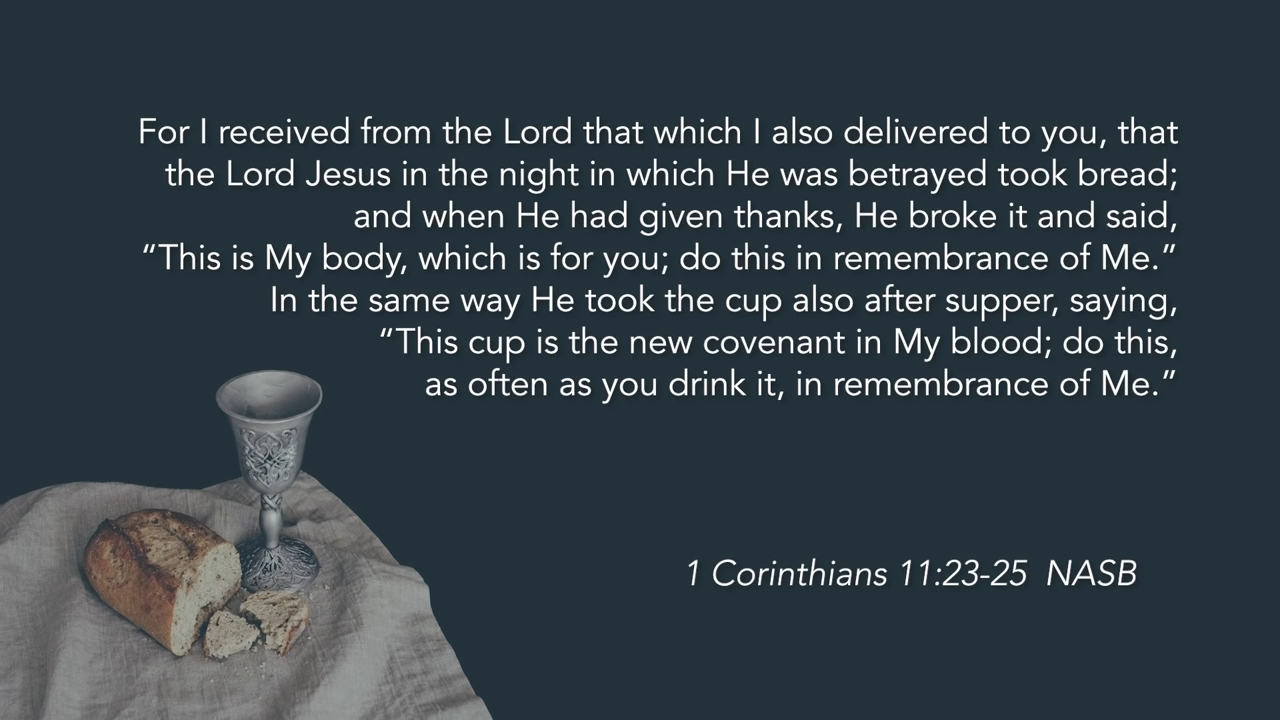 For I received from the Lord that which I also delivered to you, that
the Lord Jesus in the night in which He was betrayed took bread;
and when He had given thanks, He broke it and said,
“This is My body, which is for you; do this in remembrance of Me.”
In the same way He took the cup also after supper, saying,
“This cup is the new covenant in My blood; do this,
as often as you drink it, in remembrance of Me.”
1 Corinthians 11:23-25  NASB